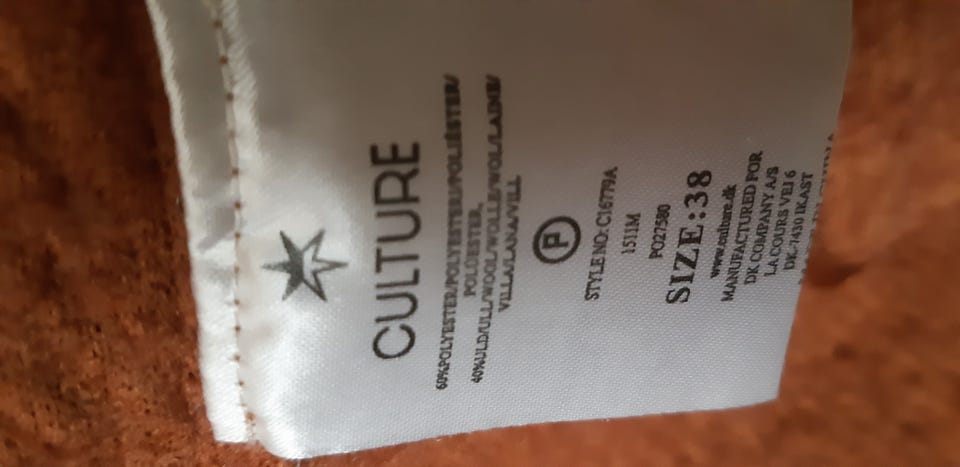 CULTURE
60%POLYESTER/POLYESTER/POLIÉSTER/
POLÜESTER,
40%ULD/ULL/WOOL/WOLLE/WOL/LAINE/
VILLA/LANA/VILL
P
STYLE NO: C16779A
1511M
PO27580
SIZE:38
www.culture.dk
MANUFACTURED FOR
DK COMPANY A/S
LA COURS VEJ 6
DK-7430 IKAST